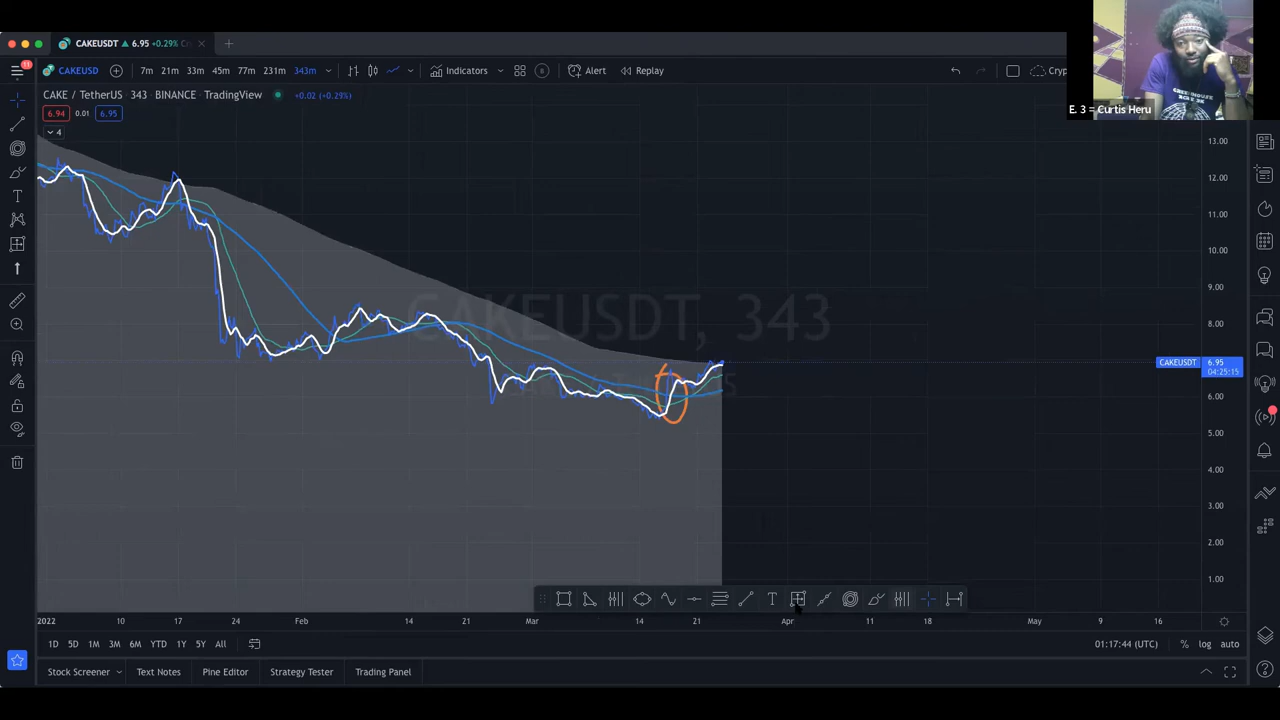 CAKEUSDT ▲ 6.95 +0.29%
11
CAKEUSD 7m 21m 33m 45m 77m 231m 343m Indicators Alert Replay Cryp
CAKE / TetherUS 343 BINANCE TradingView +0.02 (+0.29%)
6.94 0.01 6.95
4
E. 3 = Curtis Heru
13.00
12.00
11.00
10.00
9.00
8.00
CAKEUSDT, 343
CAKEUSDT 6.95
04:25:15
6.00
5.00
4.00
3.00
2.00
1.00
2022 10 17 24 Feb 14 Mar 14 21 Apr 11 18 May 9 16
1D 5D 1M 3M 6M YTD 1Y 5Y All 01:17:44 (UTC) % log auto
Stock Screener Text Notes Pine Editor Strategy Tester Trading Panel